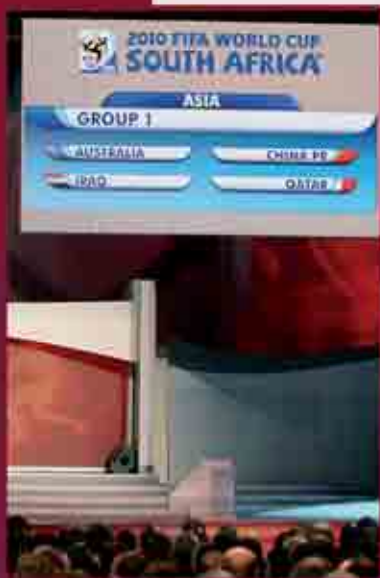 2010 FIFA WORLD CUP
SOUTH AFRICA
ASIA
GROUP 1
AUSTRALIA CHINA PR
IRAQ QATAR